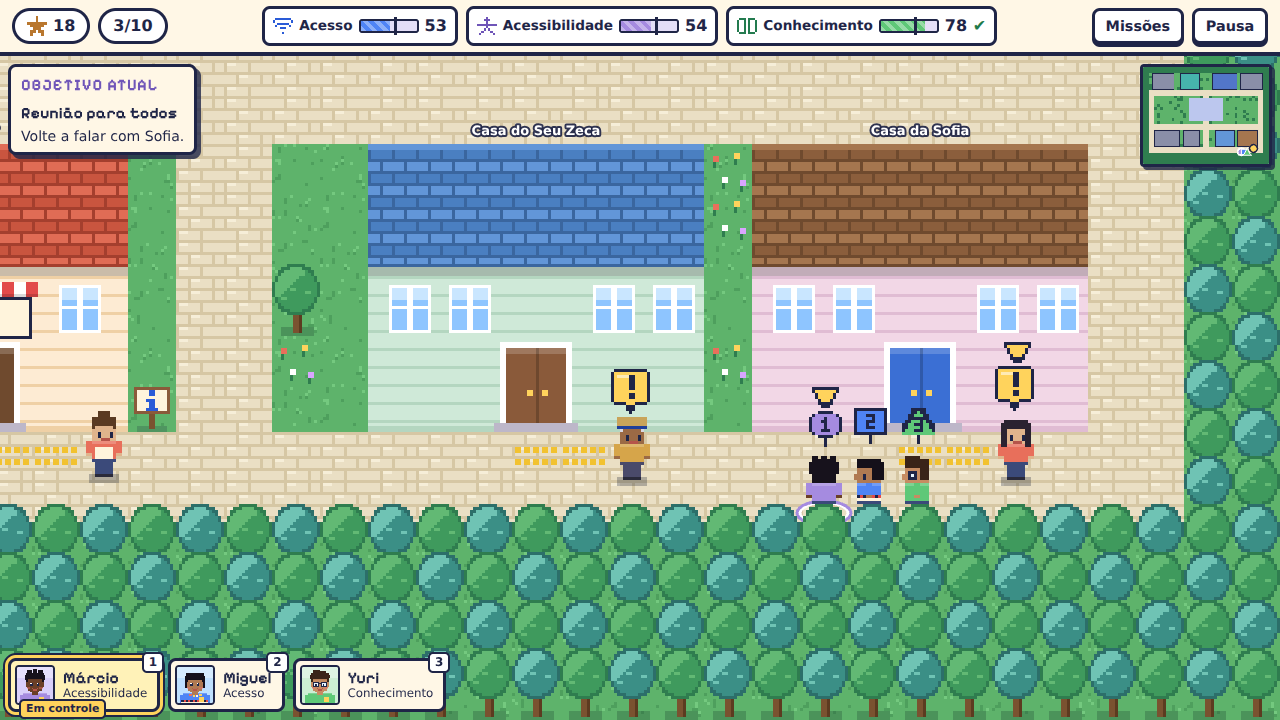 18
3/10
Acesso 53
Acessibilidade 54
Conhecimento 78 ✔
Missões
Pausa
OBJETIVO ATUAL
Reunião para todos
Volte a falar com Sofia.
Casa do Seu Zeca
Casa da Sofia
i
!
!
1
2
3
1
Márcio
Acessibilidade
Em controle
2
Miguel
Acesso
3
Yuri
Conhecimento